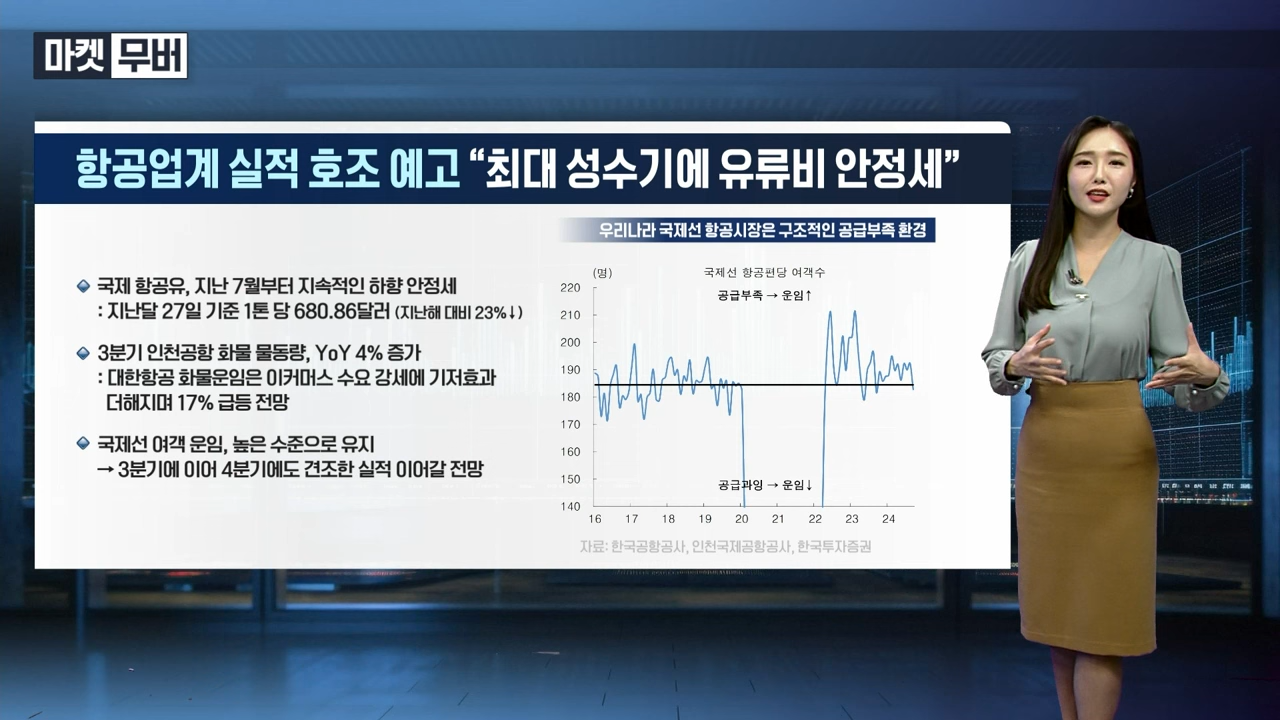 마켓 무버
항공업계 실적 호조 예고 “최대 성수기에 유류비 안정세”
국제 항공유, 지난 7월부터 지속적인 하향 안정세
: 지난달 27일 기준 1톤 당 680.86달러 (지난해 대비 23%↓)
3분기 인천공항 화물 물동량, YoY 4% 증가
: 대한항공 화물운임은 이커머스 수요 강세에 기저효과
더해지며 17% 급등 전망
국제선 여객 운임, 높은 수준으로 유지
→ 3분기에 이어 4분기에도 견조한 실적 이어갈 전망
우리나라 국제선 항공시장은 구조적인 공급부족 환경
(명)
국제선 항공편당 여객수
공급부족 → 운임↑
220
210
200
190
180
170
160
150
140
공급과잉 → 운임↓
16 17 18 19 20 21 22 23 24
자료: 한국공항공사, 인천국제공항공사, 한국투자증권